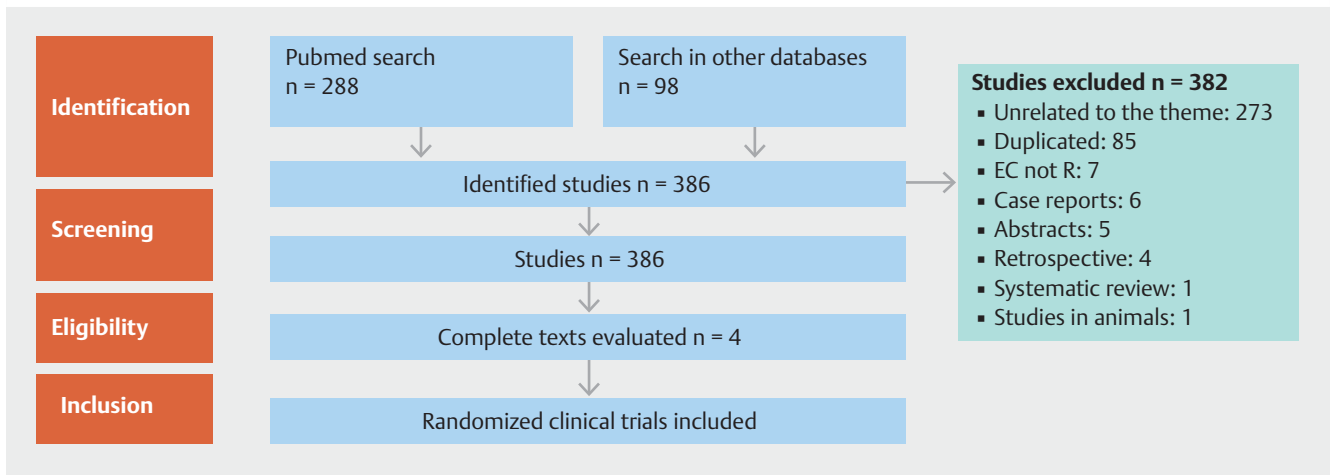 Identification
Pubmed search
n = 288
Search in other databases
n = 98
Identified studies n = 386
Studies excluded n = 382
▪ Unrelated to the theme: 273
▪ Duplicated: 85
▪ EC not R: 7
▪ Case reports: 6
▪ Abstracts: 5
▪ Retrospective: 4
▪ Systematic review: 1
▪ Studies in animals: 1
Screening
Studies n = 386
Eligibility
Complete texts evaluated n = 4
Inclusion
Randomized clinical trials included